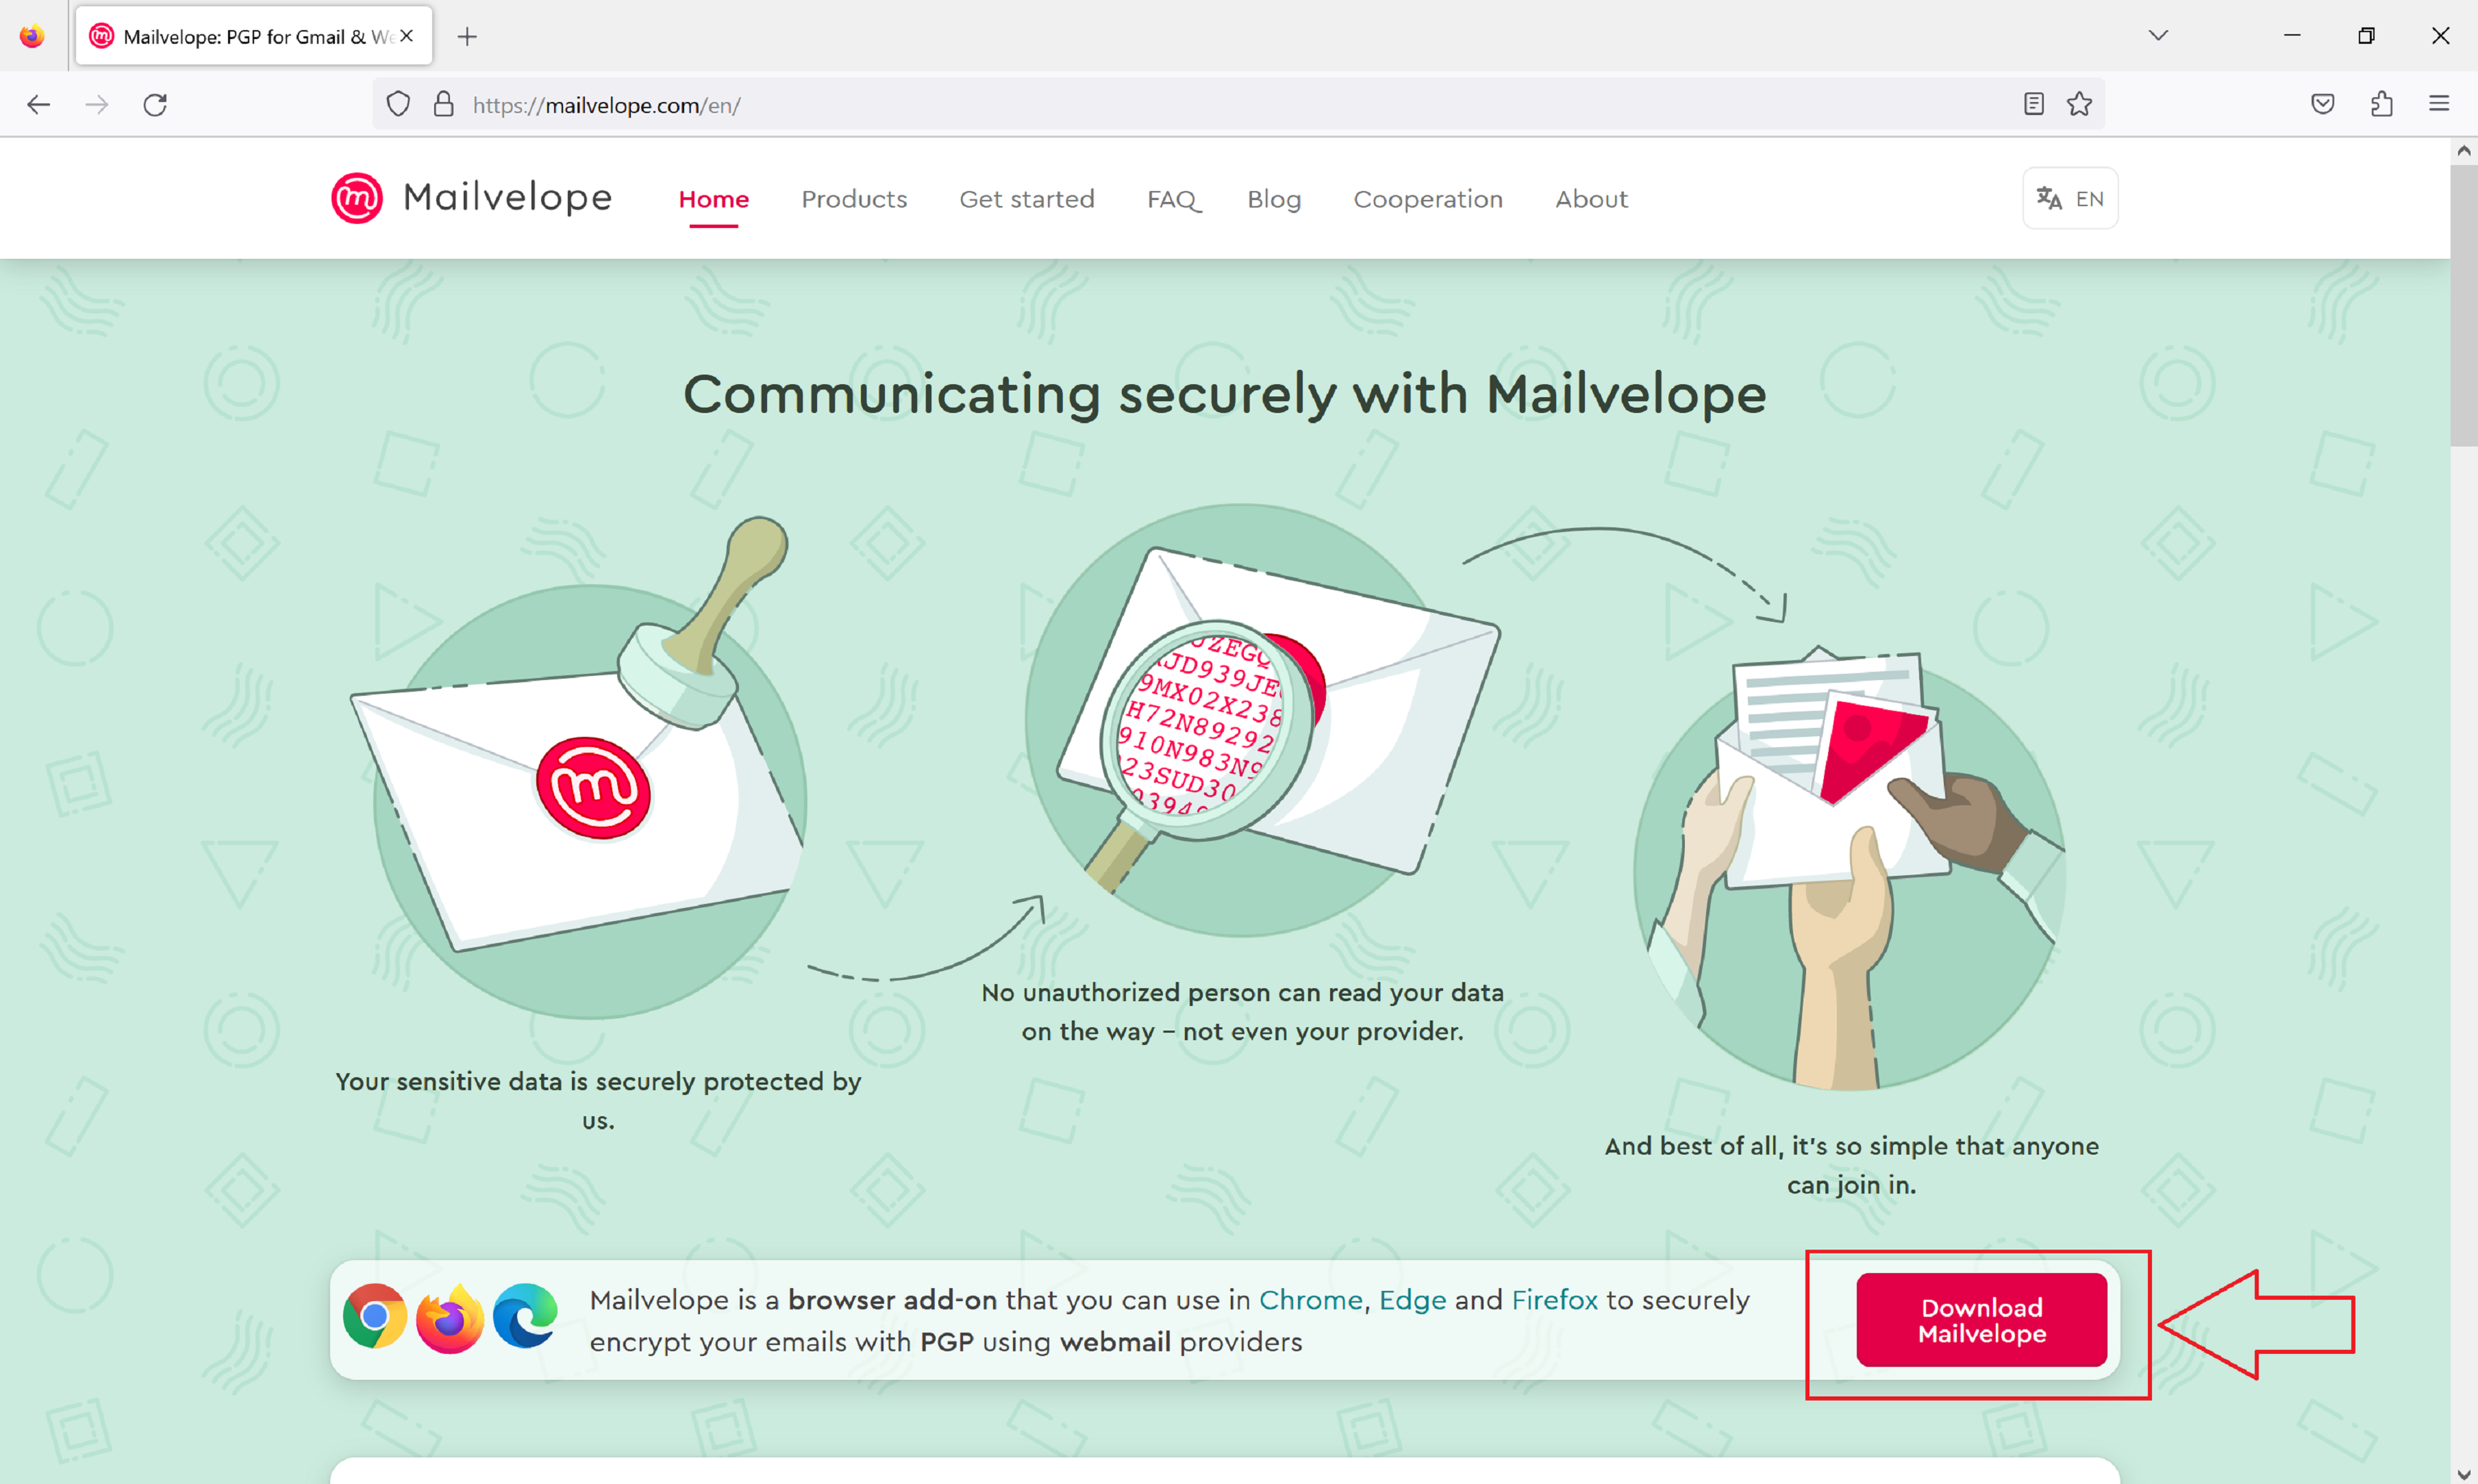 Mailvelope: PGP for Gmail & We
https://mailvelope.com/en/
Mailvelope
Home
Products
Get started
FAQ
Blog
Cooperation
About
EN
Communicating securely with Mailvelope
JD939JE
9MX02X238
H72N89292
910N983N9
23SUD30
No unauthorized person can read your data
on the way – not even your provider.
Your sensitive data is securely protected by
us.
And best of all, it's so simple that anyone
can join in.
Mailvelope is a browser add-on that you can use in Chrome, Edge and Firefox to securely
encrypt your emails with PGP using webmail providers
Download
Mailvelope